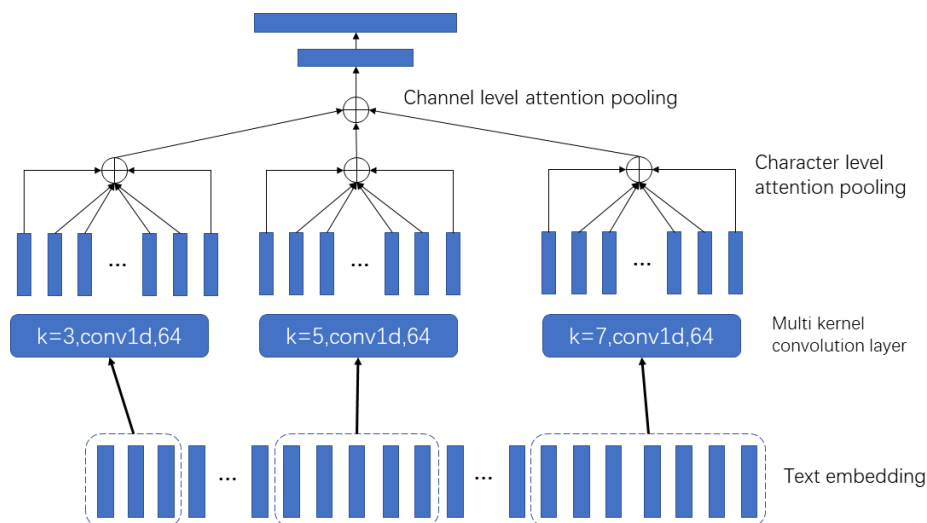 Channel level attention pooling
Character level
attention pooling
...
...
...
k=3,conv1d,64
k=5,conv1d,64
k=7,conv1d,64
Multi kernel
convolution layer
...
...
Text embedding